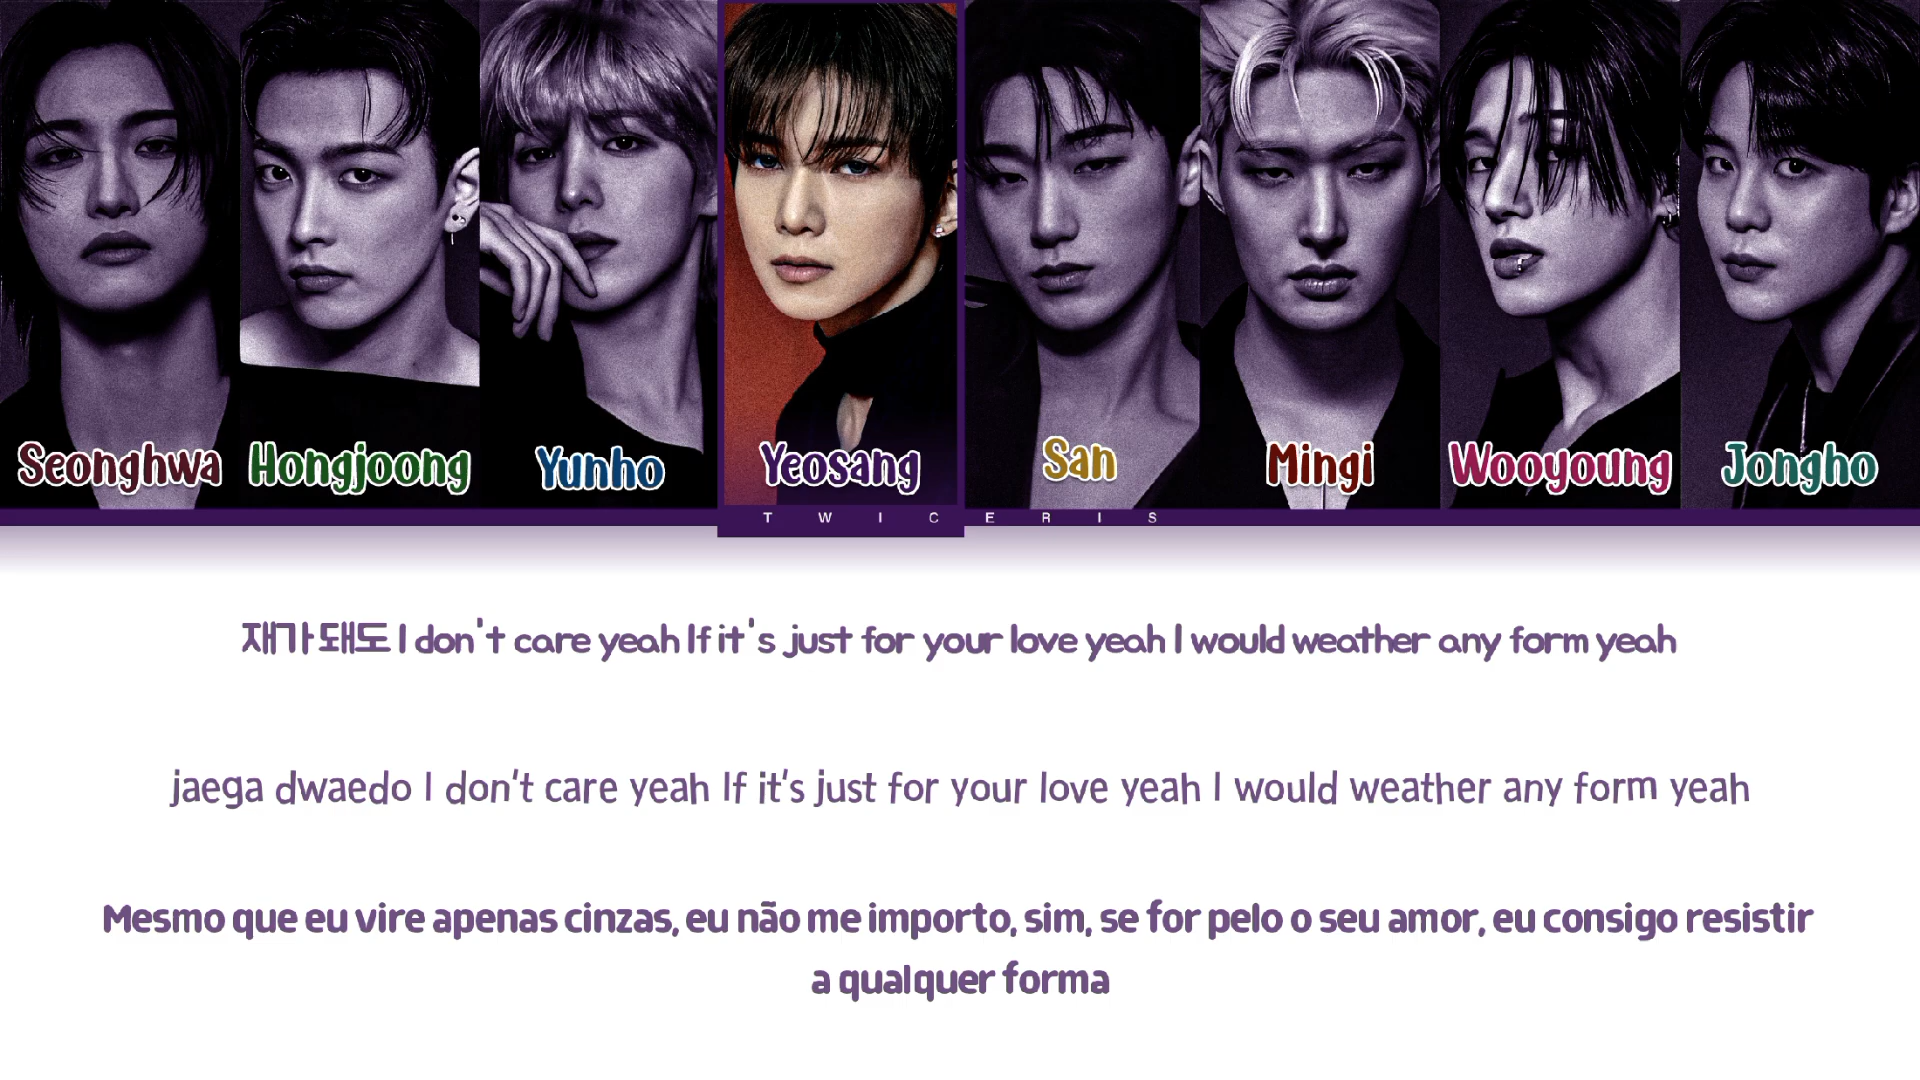 Seonghwa Hongjoong Yunho Yeosang San Mingi Wooyoung Jongho
TWICERIS
재가 돼도 I don't care yeah If it's just for your love yeah I would weather any form yeah
jaega dwaedo I don't care yeah If it's just for your love yeah I would weather any form yeah
Mesmo que eu vire apenas cinzas, eu não me importo, sim, se for pelo o seu amor, eu consigo resistir
a qualquer forma